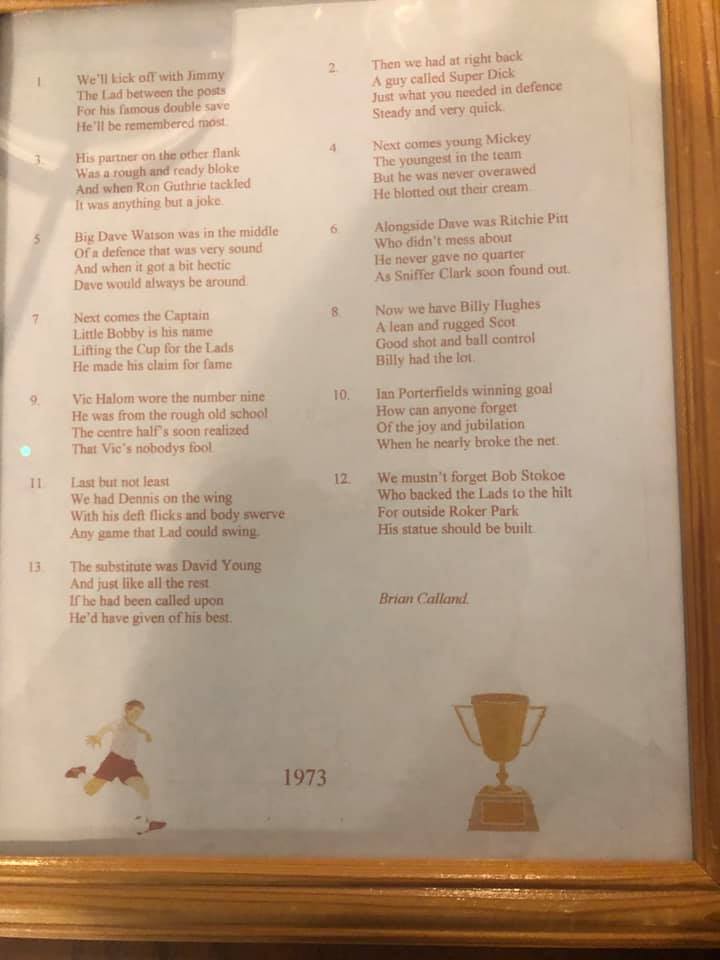 1 We'll kick off with Jimmy
The Lad between the posts
For his famous double save
He'll be remembered most.
2. Then we had at right back
A guy called Super Dick
Just what you needed in defence
Steady and very quick.
3. His partner on the other flank
Was a rough and ready bloke
And when Ron Guthrie tackled
It was anything but a joke.
4 Next comes young Mickey
The youngest in the team
But he was never overawed
He blotted out their cream.
5 Big Dave Watson was in the middle
Of a defence that was very sound
And when it got a bit hectic
Dave would always be around.
6. Alongside Dave was Ritchie Pitt
Who didn't mess about
He never gave no quarter
As Sniffer Clark soon found out.
7 Next comes the Captain
Little Bobby is his name
Lifting the Cup for the Lads
He made his claim for fame
8. Now we have Billy Hughes
A lean and rugged Scot
Good shot and ball control
Billy had the lot.
9. Vic Halom wore the number nine
He was from the rough old school
The centre half's soon realized
That Vic's nobodys fool.
10. Ian Porterfields winning goal
How can anyone forget
Of the joy and jubilation
When he nearly broke the net.
11 Last but not least
We had Dennis on the wing
With his deft flicks and body swerve
Any game that Lad could swing.
12. We mustn't forget Bob Stokoe
Who backed the Lads to the hilt
For outside Roker Park
His statue should be built.
13. The substitute was David Young
And just like all the rest
If he had been called upon
He'd have given of his best.
Brian Calland.
1973